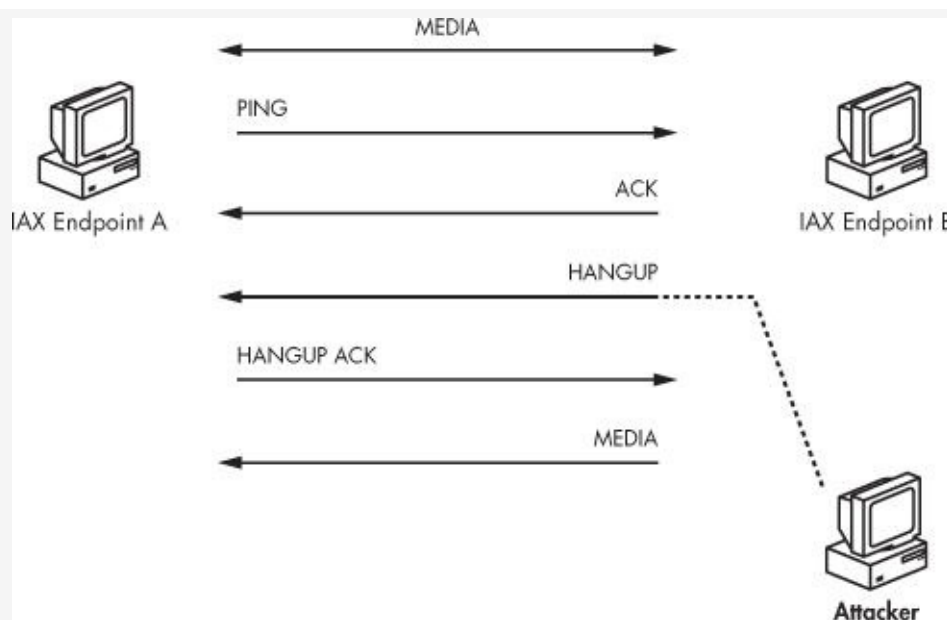 MEDIA
PING
ACK
IAX Endpoint A
IAX Endpoint
HANGUP
HANGUP ACK
MEDIA
Attacker